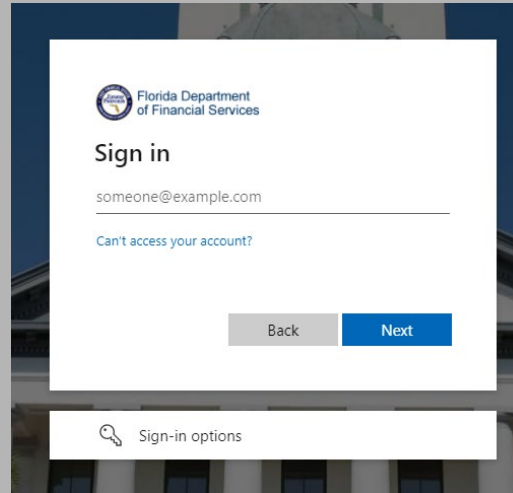 Florida Department
of Financial Services
Sign in
someone@example.com
Can't access your account?
Back
Next
Sign-in options